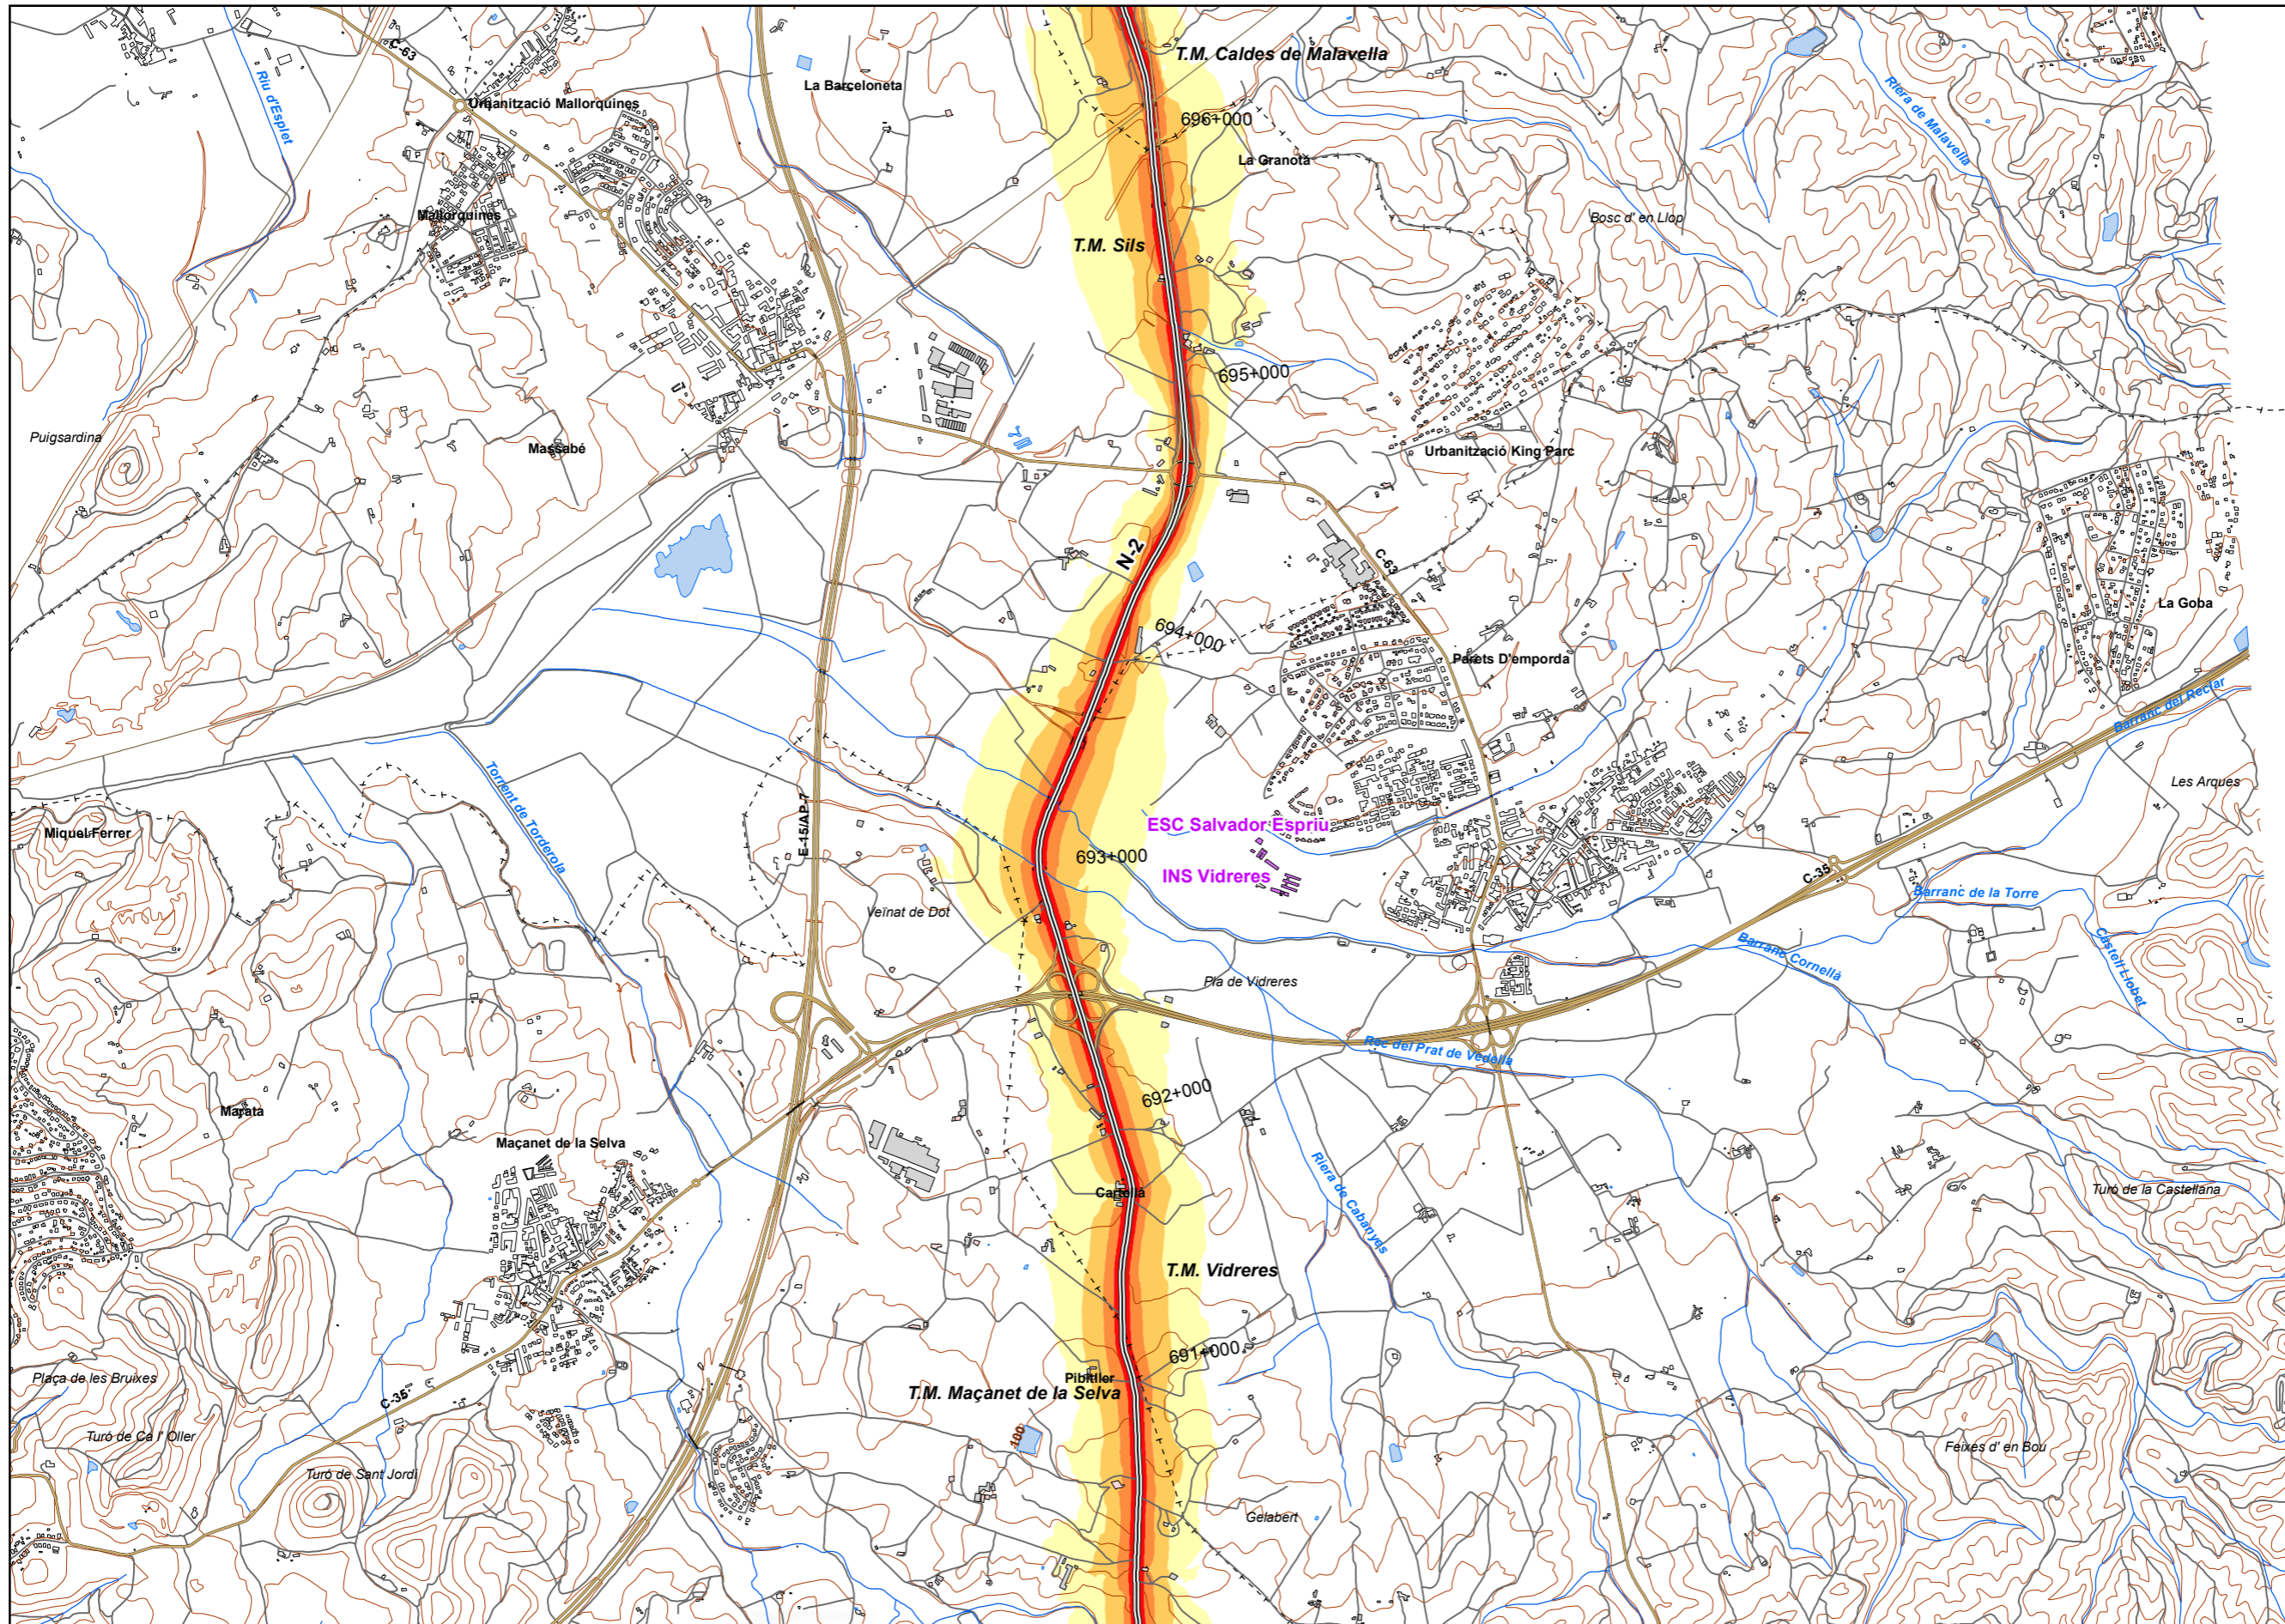 T.M. Caldes de Malavella
C-63
Riu d'Esplet
La Barceloneta
Urbanització Mallorquines
Riera de Malavella
696+000
La Granota
Mallorquines
Bosc d' en Llop
T.M. Sils
695+000
Puigsardina
Massabé
Urbanització King Parc
N-2
C-63
La Goba
694+000
Parets D'emporda
Barranc del Rectar
Torrent de Torderola
Les Arques
E-15/AP-7
Miquel Ferrer
ESC Salvador Espriu
693+000
INS Vidreres
C-35
Barranc de la Torre
Veïnat de Dot
Barranc Cornellà
Castell Llobet
Pla de Vidreres
Rec del Prat de Vedella
692+000
Marata
Maçanet de la Selva
Riera de Cabanyes
Cartellà
Turó de la Castellana
T.M. Vidreres
691+000
Plaça de les Bruixes
Pibitller
T.M. Maçanet de la Selva
C-35
100
Turó de Ca l' Oller
Feixes d' en Bou
Turó de Sant Jordi
Gelabert